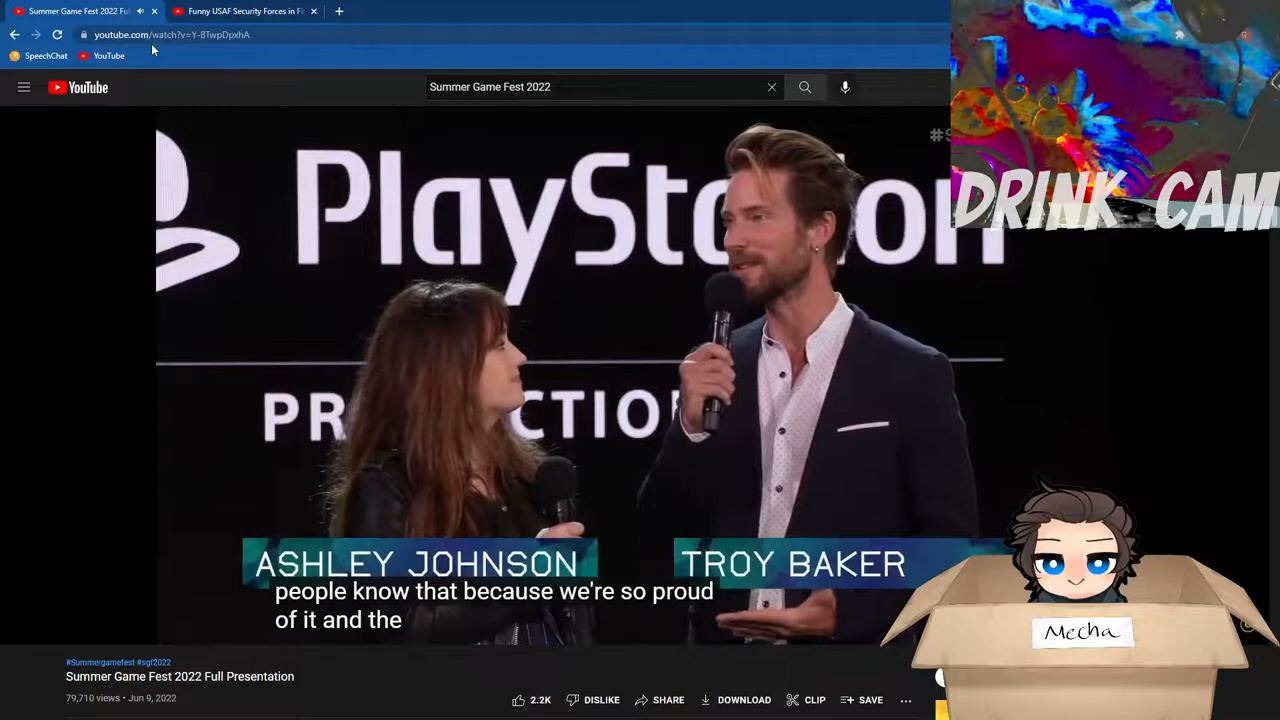 Summer Game Fest 2022 Ful
Funny USAF Security Forces in F
youtube.com/watch?v=Y-8TwpDpxhA
SpeechChat
YouTube
YouTube
Summer Game Fest 2022
DRINK CAM
PlayStation
PR
CTIO
ASHLEY JOHNSON
TROY BAKER
people know that because we're so proud
of it and the
Mecha
#Summergamefest #sgf2022
Summer Game Fest 2022 Full Presentation
79,710 views • Jun 9, 2022
2.2K
DISLIKE
SHARE
DOWNLOAD
CLIP
SAVE